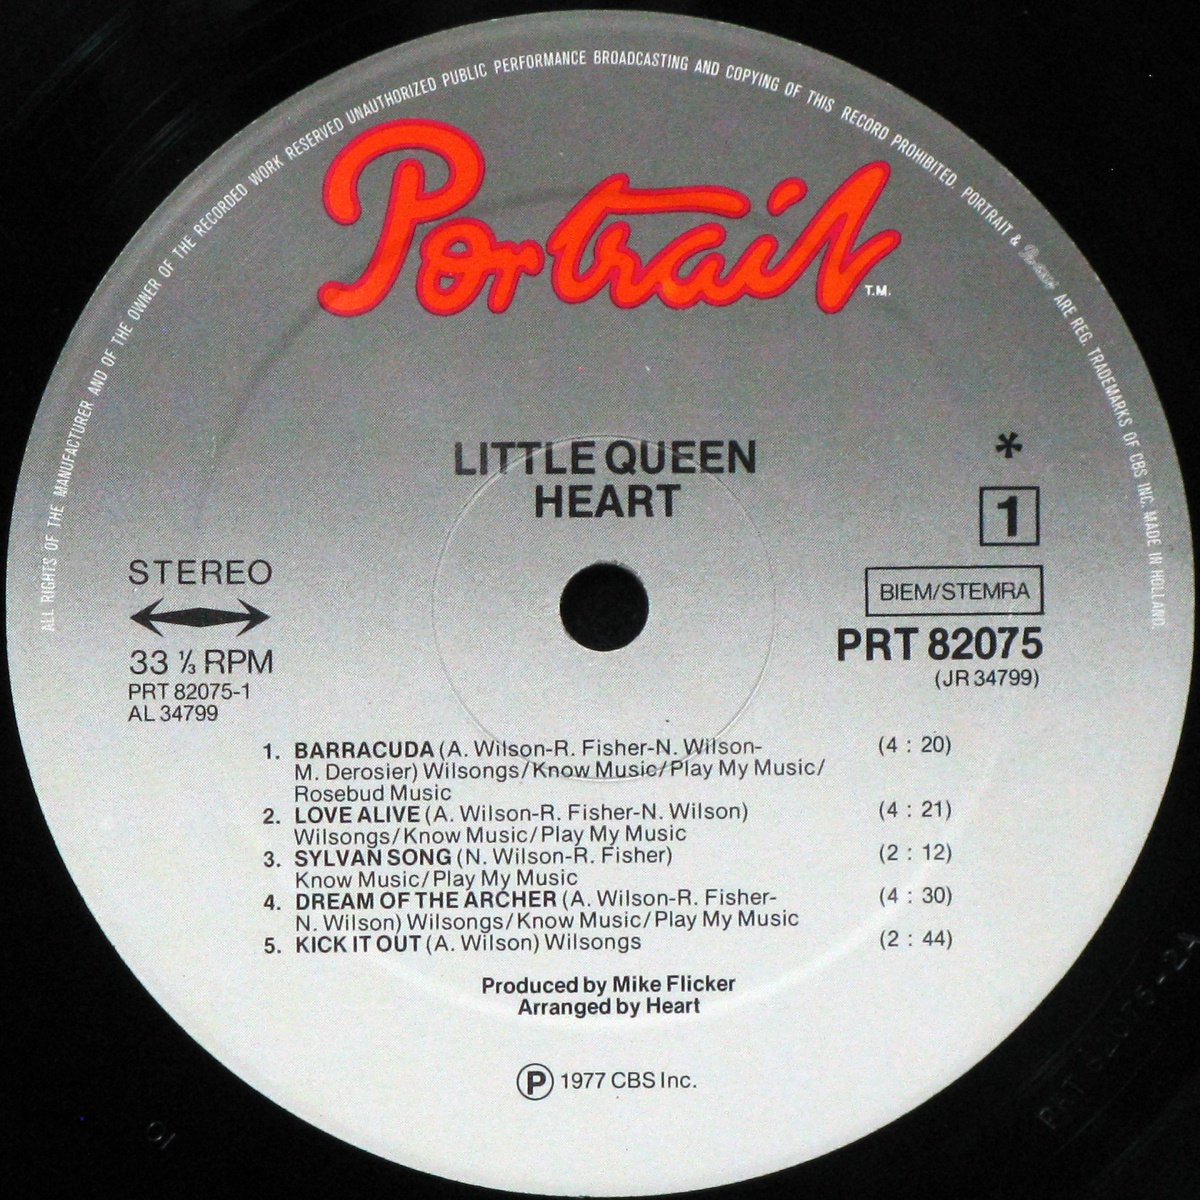 ALL RIGHTS OF THE MANUFACTURER AND OF THE OWNER OF THE RECORDED WORK RESERVED UNAUTHORIZED PUBLIC PERFORMANCE BROADCASTING AND COPYING OF THIS RECORD PROHIBITED. PORTRAIT & Portrait ARE REG. TRADEMARKS OF CBS INC. MADE IN HOLLAND.
Portrait T.M.
LITTLE QUEEN
HEART
*
1
STEREO
33 ⅓ RPM
PRT 82075-1
AL 34799
BIEM/STEMRA
PRT 82075
(JR 34799)
1. BARRACUDA (A. Wilson-R. Fisher-N. Wilson- (4 : 20)
M. Derosier) Wilsongs/Know Music/Play My Music/
Rosebud Music
2. LOVE ALIVE (A. Wilson-R. Fisher-N. Wilson) (4 : 21)
Wilsongs/Know Music/Play My Music
3. SYLVAN SONG (N. Wilson-R. Fisher) (2 : 12)
Know Music/Play My Music
4. DREAM OF THE ARCHER (A. Wilson-R. Fisher- (4 : 30)
N. Wilson) Wilsongs/Know Music/Play My Music
5. KICK IT OUT (A. Wilson) Wilsongs (2 : 44)
Produced by Mike Flicker
Arranged by Heart
Ⓟ 1977 CBS Inc.